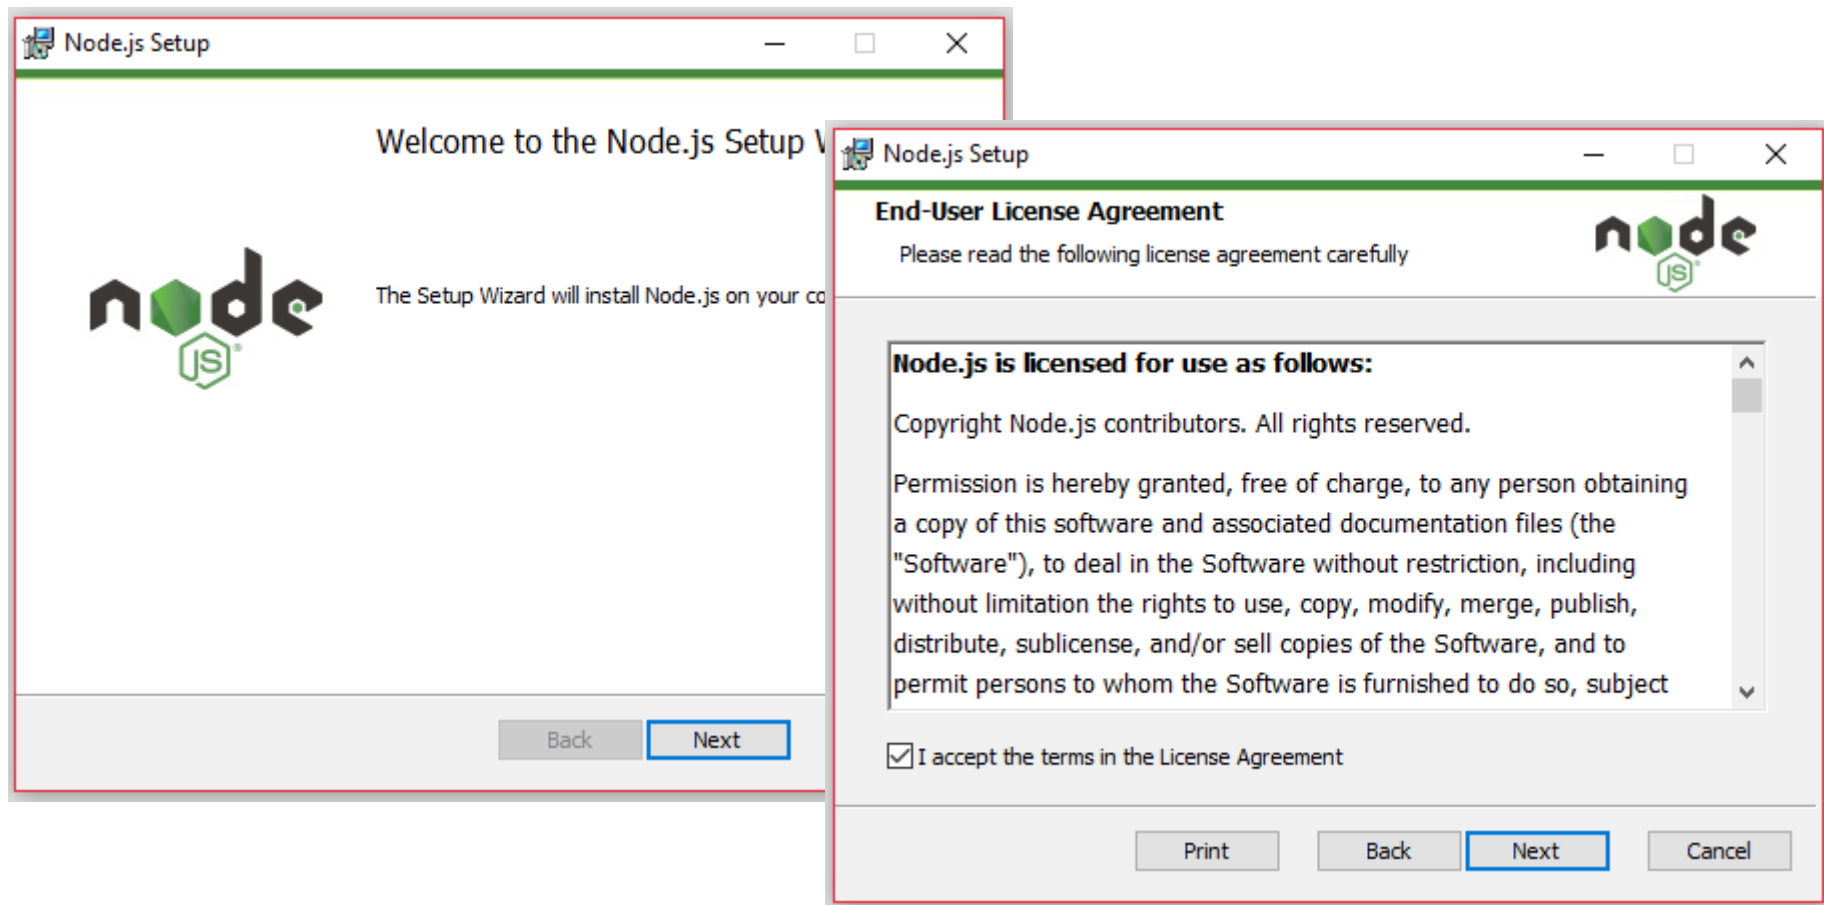 Node.js Setup
Welcome to the Node.js Setup
node
JS
The Setup Wizard will install Node.js on your
Back
Next
Node.js Setup
End-User License Agreement
Please read the following license agreement carefully
node
JS
Node.js is licensed for use as follows:
Copyright Node.js contributors. All rights reserved.
Permission is hereby granted, free of charge, to any person obtaining
a copy of this software and associated documentation files (the
"Software"), to deal in the Software without restriction, including
without limitation the rights to use, copy, modify, merge, publish,
distribute, sublicense, and/or sell copies of the Software, and to
permit persons to whom the Software is furnished to do so, subject
I accept the terms in the License Agreement
Print
Back
Next
Cancel